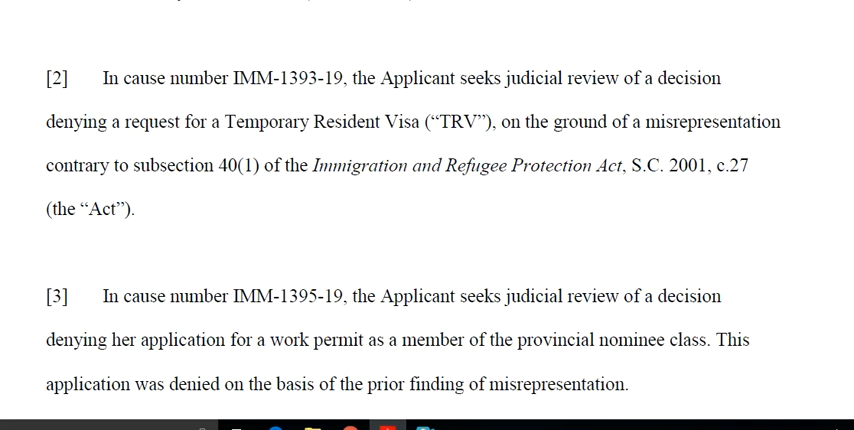 [2] In cause number IMM-1393-19, the Applicant seeks judicial review of a decision
denying a request for a Temporary Resident Visa (“TRV”), on the ground of a misrepresentation
contrary to subsection 40(1) of the Immigration and Refugee Protection Act, S.C. 2001, c.27
(the “Act”).
[3] In cause number IMM-1395-19, the Applicant seeks judicial review of a decision
denying her application for a work permit as a member of the provincial nominee class. This
application was denied on the basis of the prior finding of misrepresentation.